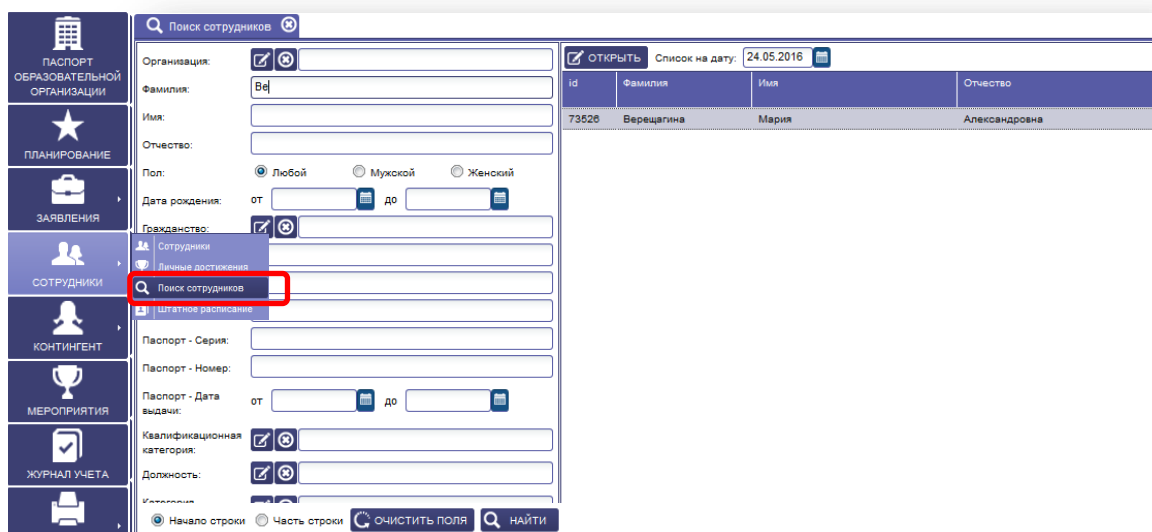 ПАСПОРТ
ОБРАЗОВАТЕЛЬНОЙ
ОРГАНИЗАЦИИ
ПЛАНИРОВАНИЕ
ЗАЯВЛЕНИЯ
СОТРУДНИКИ
КОНТИНГЕНТ
МЕРОПРИЯТИЯ
ЖУРНАЛ УЧЕТА
Поиск сотрудников
Организация:
Фамилия: Ве
Имя:
Отчество:
Пол: Любой Мужской Женский
Дата рождения: от до
Гражданство:
Сотрудники
Личные достижения
Поиск сотрудников
Штатное расписание
Паспорт - Серия:
Паспорт - Номер:
Паспорт - Дата
выдачи: от до
Квалификационная
категория:
Должность:
Категория
Начало строки Часть строки ОЧИСТИТЬ ПОЛЯ НАЙТИ
ОТКРЫТЬ Список на дату: 24.05.2016
id Фамилия Имя Отчество
73526 Верещагина Мария Александровна